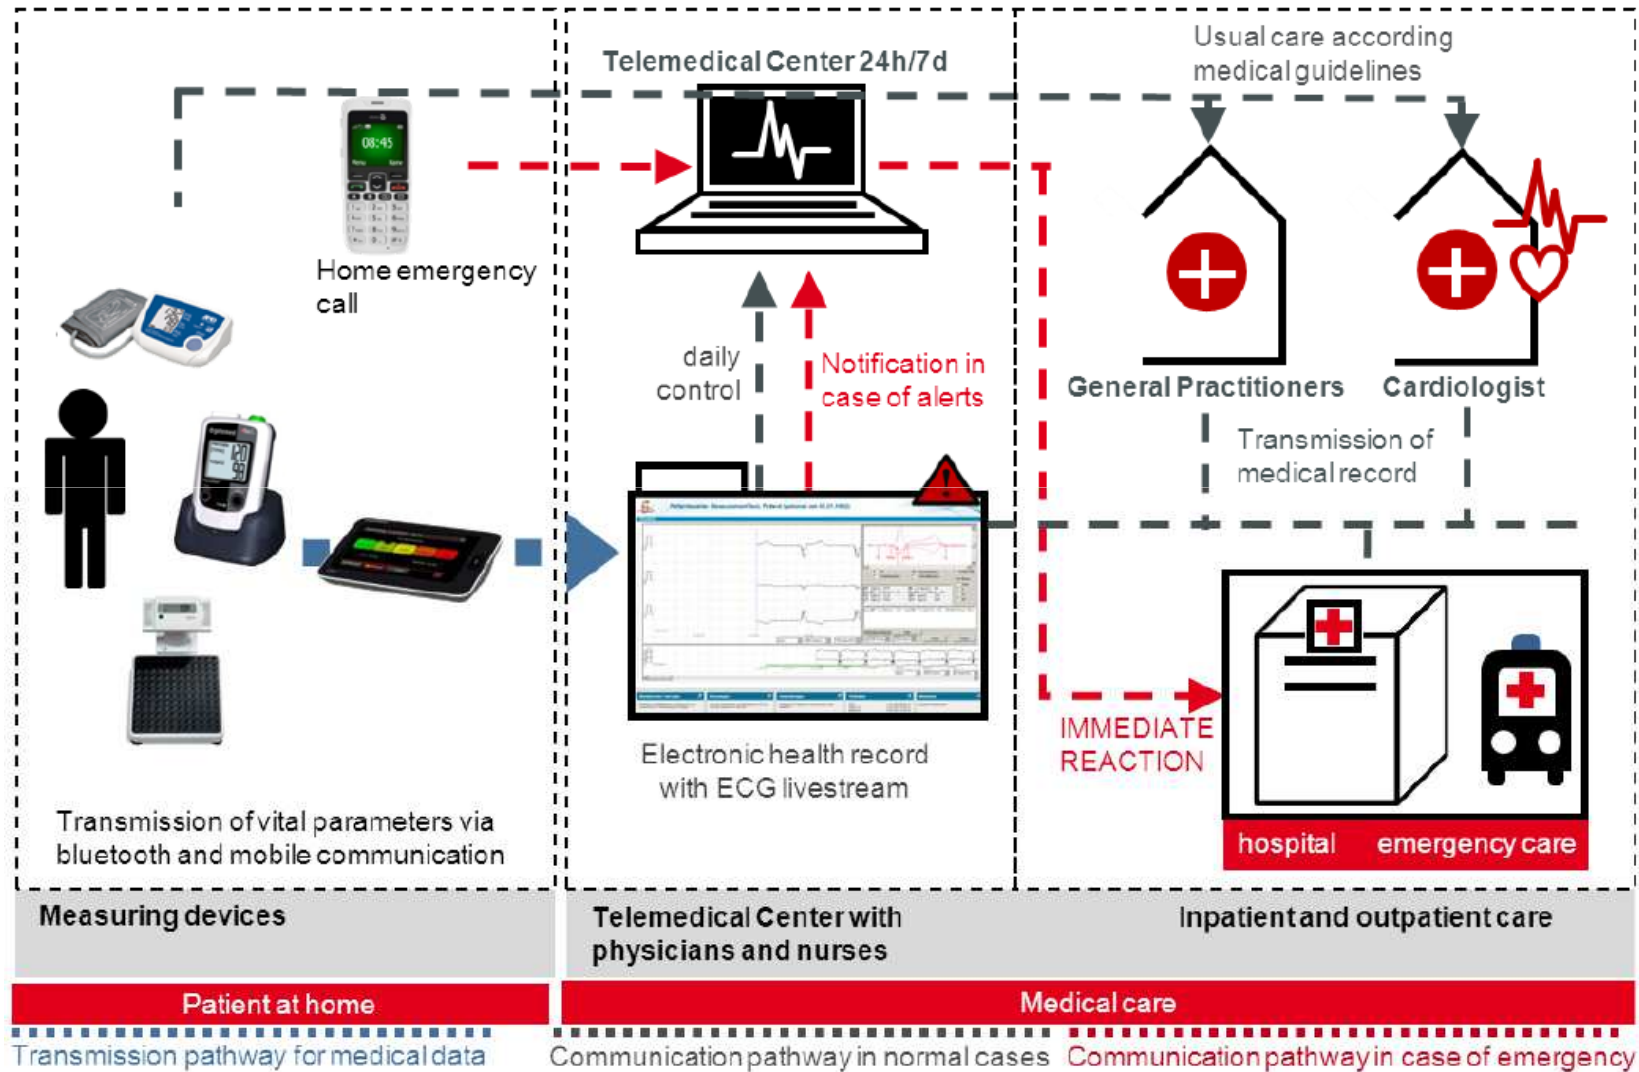 Telemedical Center 24h/7d
Usual care according
medical guidelines
08:45
Home emergency
call
daily
control
Notification in
case of alerts
General Practitioners
Cardiologist
Transmission of
medical record
Electronic health record
with ECG livestream
IMMEDIATE
REACTION
Transmission of vital parameters via
bluetooth and mobile communication
hospital
emergency care
Measuring devices
Telemedical Center with
physicians and nurses
Inpatient and outpatient care
Patient at home
Medical care
Transmission pathway for medical data
Communication pathway in normal cases
Communication pathway in case of emergency